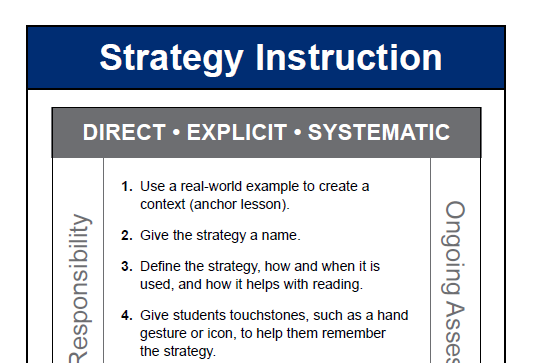 Strategy Instruction
DIRECT • EXPLICIT • SYSTEMATIC
Responsibility
1. Use a real-world example to create a
context (anchor lesson).
2. Give the strategy a name.
3. Define the strategy, how and when it is
used, and how it helps with reading.
4. Give students touchstones, such as a hand
gesture or icon, to help them remember
the strategy.
Ongoing